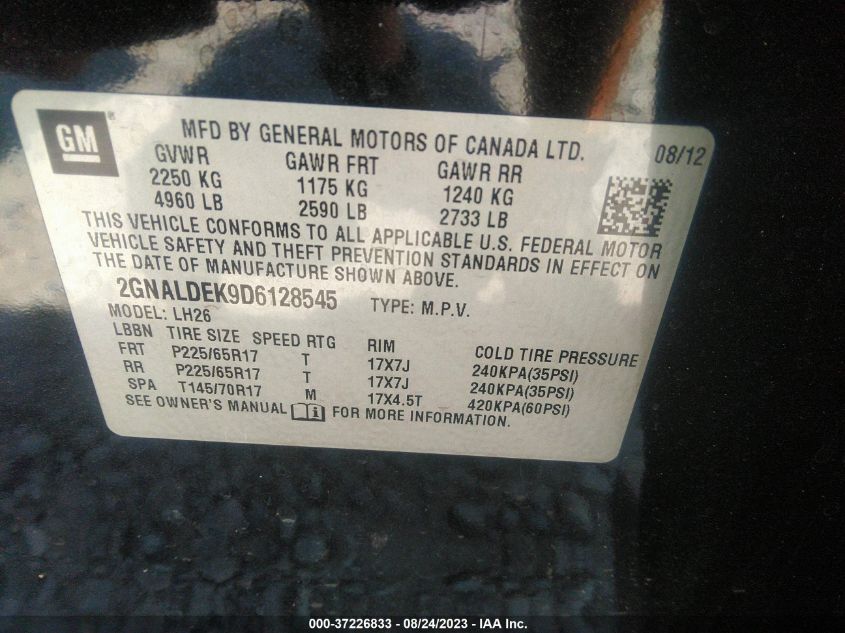 GM ®
MFD BY GENERAL MOTORS OF CANADA LTD. 08/12
GVWR GAWR FRT GAWR RR
2250 KG 1175 KG 1240 KG
4960 LB 2590 LB 2733 LB
THIS VEHICLE CONFORMS TO ALL APPLICABLE U.S. FEDERAL MOTOR
VEHICLE SAFETY AND THEFT PREVENTION STANDARDS IN EFFECT ON
THE DATE OF MANUFACTURE SHOWN ABOVE.
2GNALDEK9D6128545 TYPE: M.P.V.
MODEL: LH26
LBBN TIRE SIZE SPEED RTG RIM COLD TIRE PRESSURE
FRT P225/65R17 T 17X7J 240KPA(35PSI)
RR P225/65R17 T 17X7J 240KPA(35PSI)
SPA T145/70R17 M 17X4.5T 420KPA(60PSI)
SEE OWNER'S MANUAL FOR MORE INFORMATION.
000-37226833 - 08/24/2023 - IAA Inc.